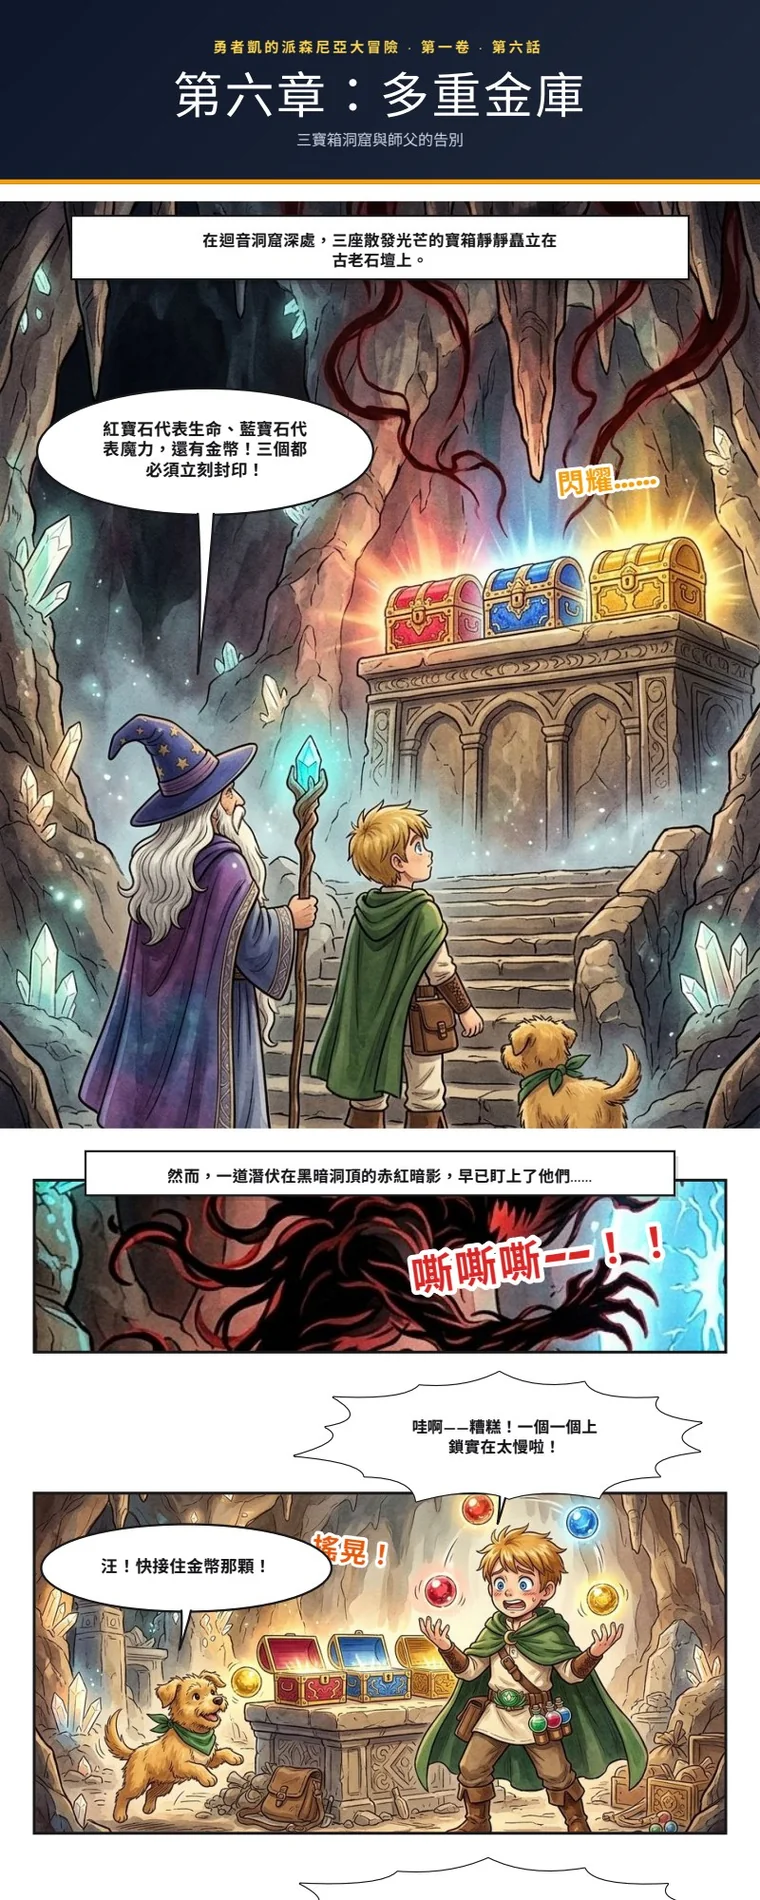 勇者凱的派森尼亞大冒險 · 第一卷 · 第六話
第六章：多重金庫
三寶箱洞窟與師父的告別
在迴音洞窟深處，三座散發光芒的寶箱靜靜矗立在
古老石壇上。
紅寶石代表生命、藍寶石代
表魔力，還有金幣！三個都
必須立刻封印！
閃耀……
然而，一道潛伏在黑暗洞頂的赤紅暗影，早已盯上了他們……
嘶嘶嘶——！！
哇啊——糟糕！一個一個上
鎖實在太慢啦！
汪！快接住金幣那顆！
搖晃！